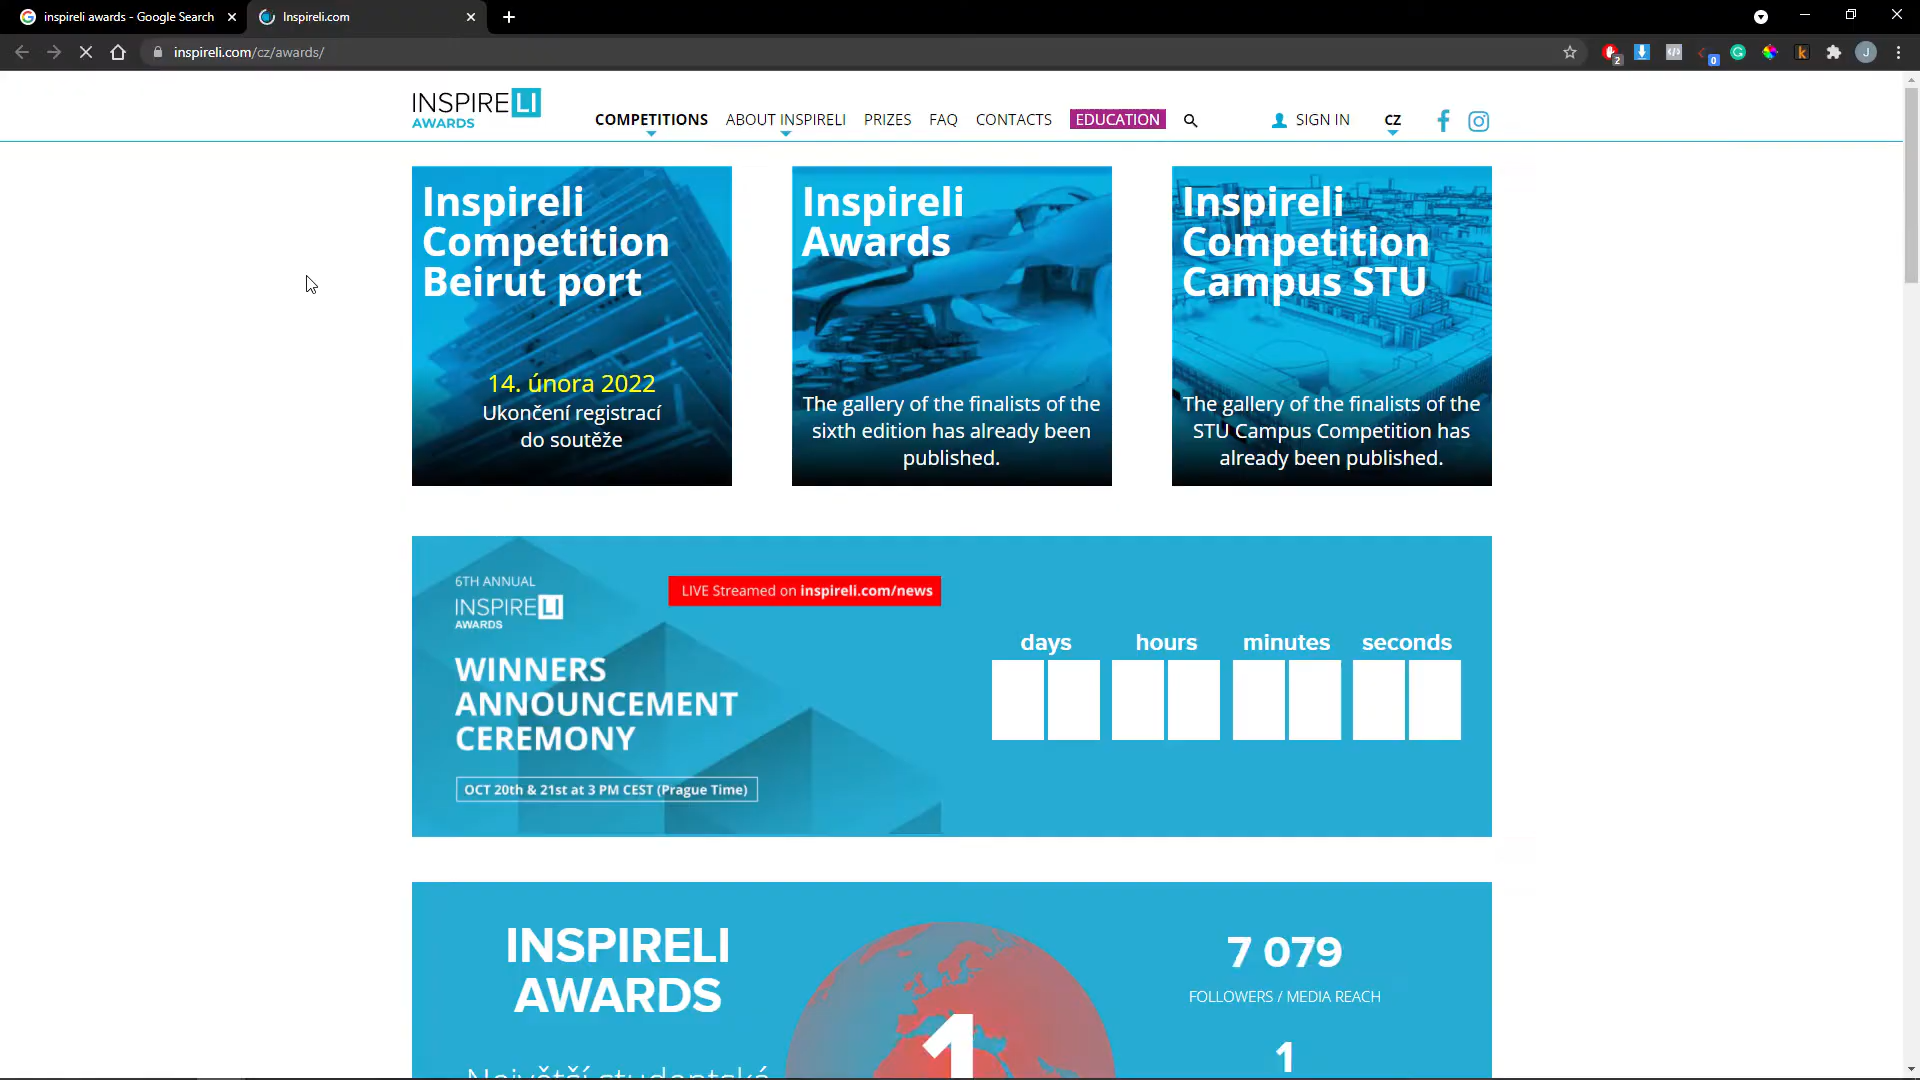 inspireli awards - Google Search
Inspireli.com
inspireli.com/cz/awards/
2
0
J
INSPIRELI
AWARDS
COMPETITIONS
ABOUT INSPIRELI
PRIZES
FAQ
CONTACTS
EDUCATION
SIGN IN
CZ
Inspireli
Competition
Beirut port
14. února 2022
Ukončení registrací
do soutěže
Inspireli
Awards
The gallery of the finalists of the
sixth edition has already been
published.
Inspireli
Competition
Campus STU
The gallery of the finalists of the
STU Campus Competition has
already been published.
6TH ANNUAL
INSPIRELI
AWARDS
LIVE Streamed on inspireli.com/news
WINNERS
ANNOUNCEMENT
CEREMONY
OCT 20th & 21st at 3 PM CEST (Prague Time)
days
hours
minutes
seconds
INSPIRELI
AWARDS
Největší studentská
1
7 079
FOLLOWERS / MEDIA REACH
1